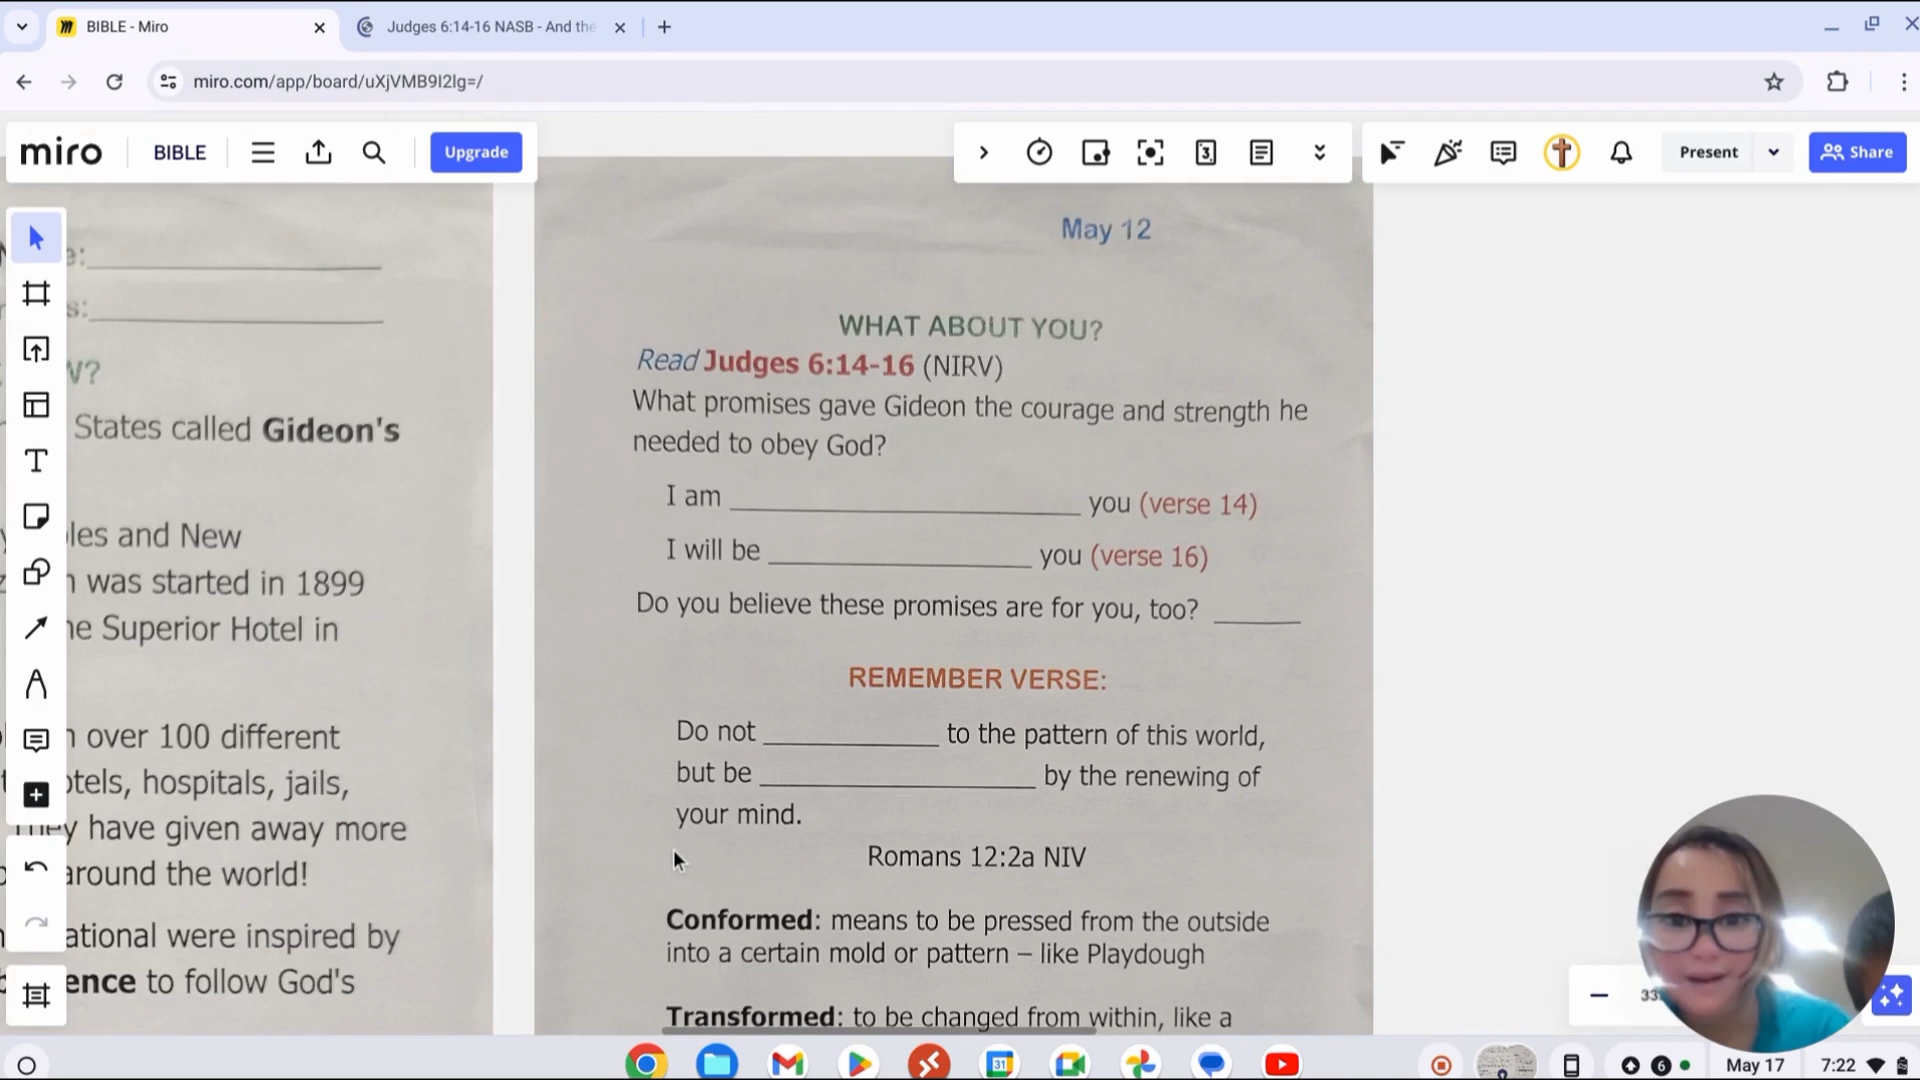 BIBLE - Miro
Judges 6:14-16 NASB - And the
miro.com/app/board/uXjVMB9I2lg=/
miro
BIBLE
Upgrade
3
Present
Share
States called Gideon's
les and New
was started in 1899
Superior Hotel in
over 100 different
hospitals, jails,
have given away more
around the world!
were inspired by
to follow God's
May 12
WHAT ABOUT YOU?
Read Judges 6:14-16 (NIRV)
What promises gave Gideon the courage and strength he
needed to obey God?
I am ____ you (verse 14)
I will be ____ you (verse 16)
Do you believe these promises are for you, too? ____
REMEMBER VERSE:
Do not ____ to the pattern of this world,
but be ____ by the renewing of
your mind.
Romans 12:2a NIV
Conformed: means to be pressed from the outside
into a certain mold or pattern – like Playdough
Transformed: to be changed from within, like a
31
6
May 17
7:22